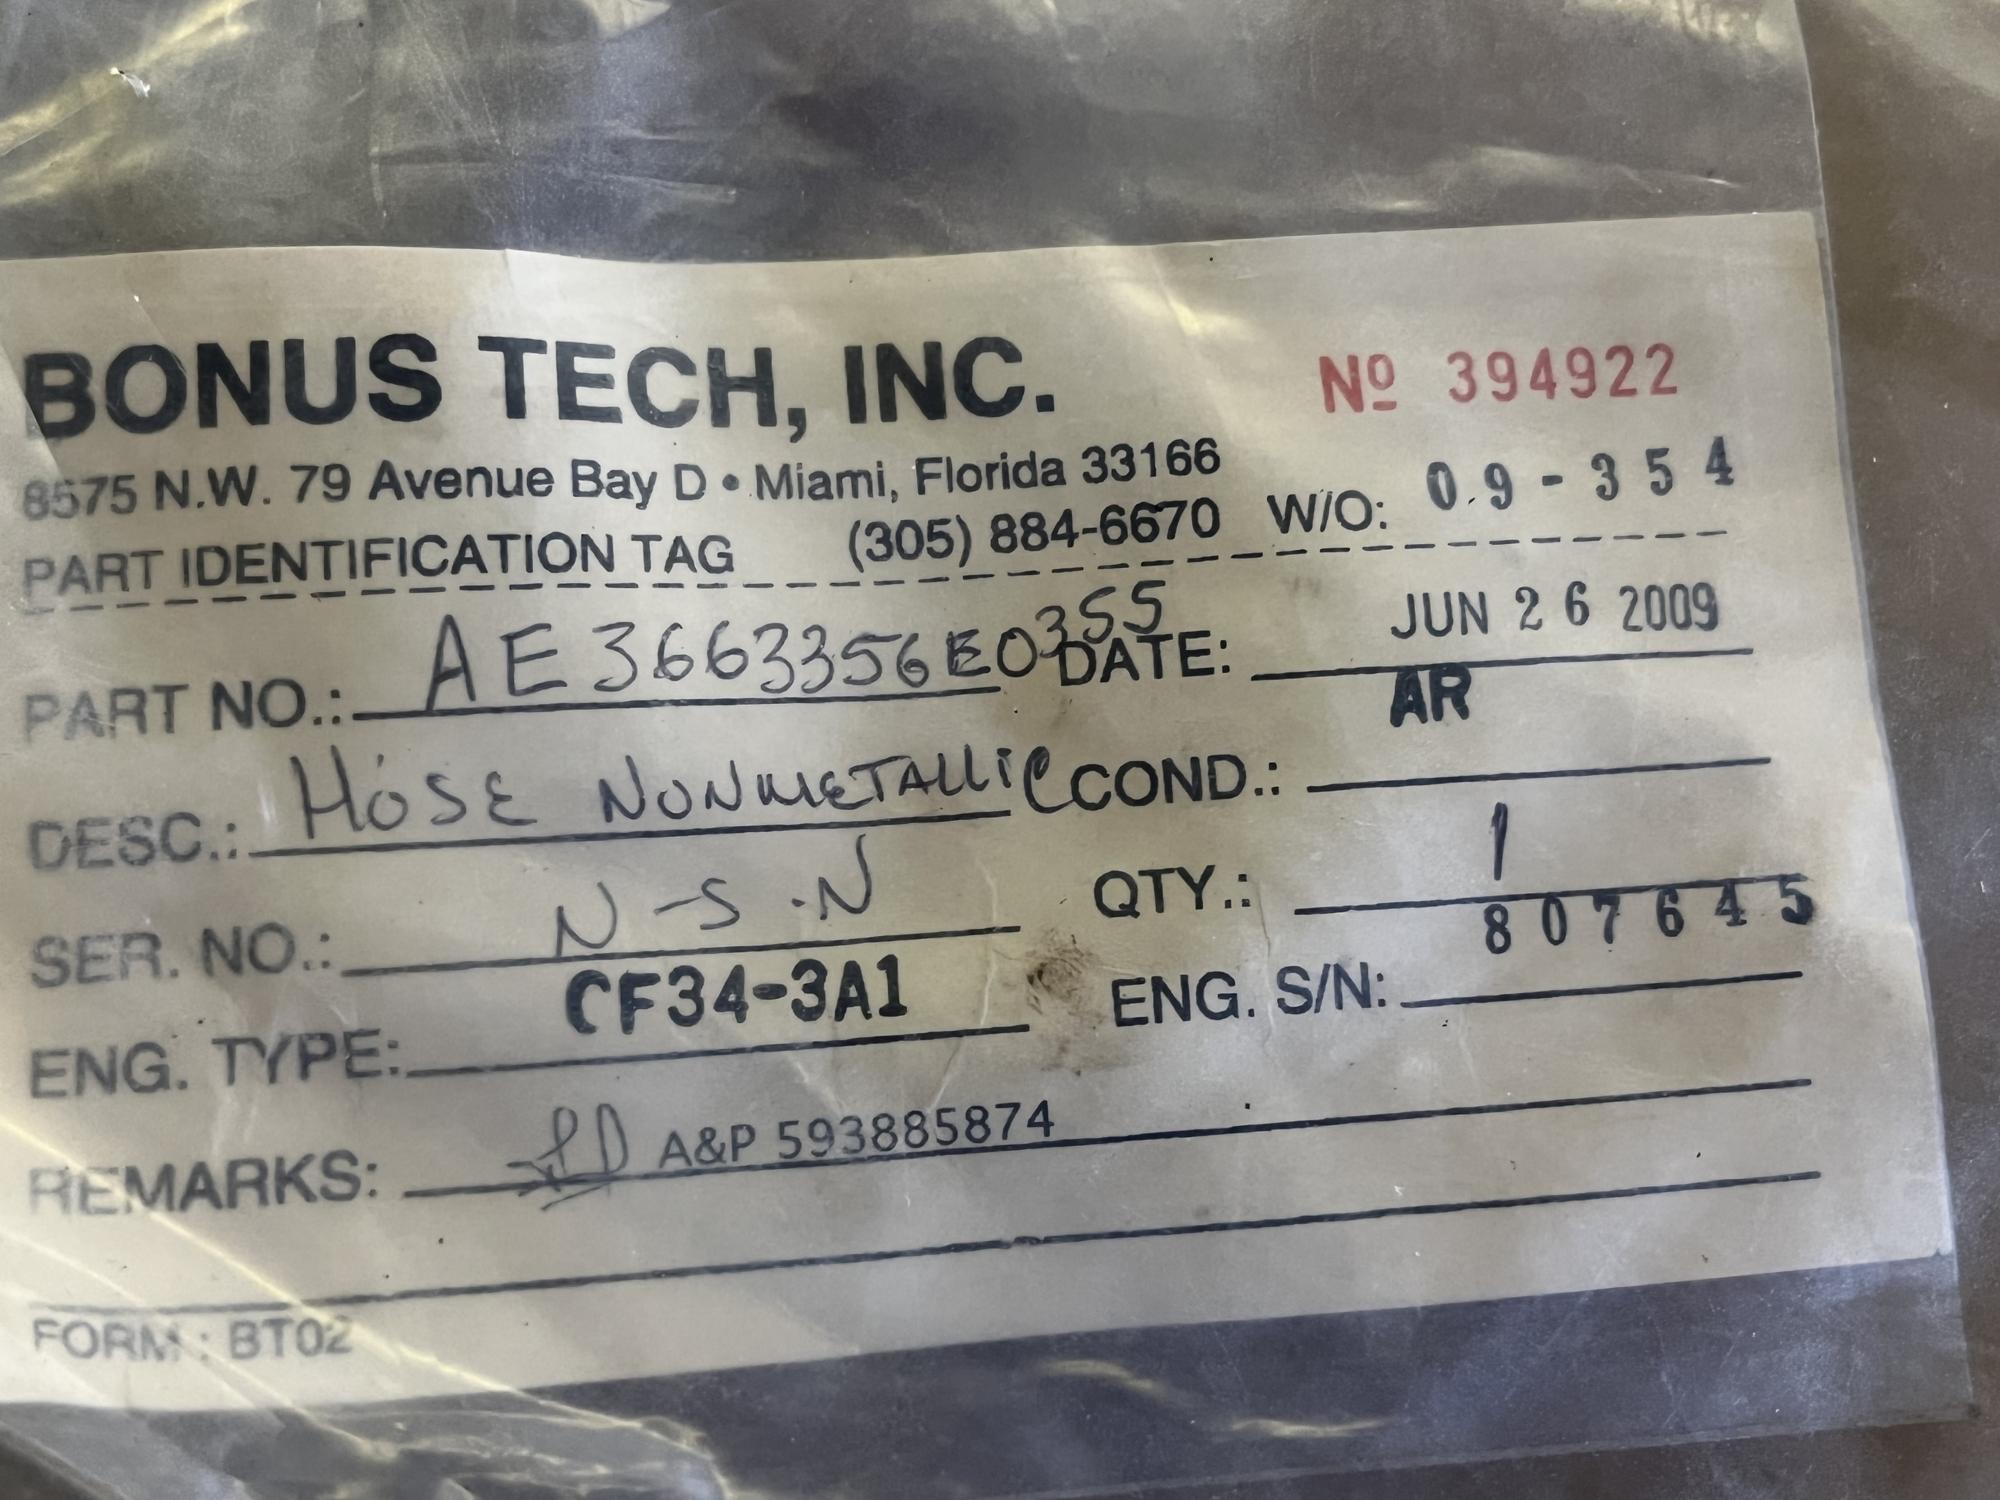 BONUS TECH, INC. Nº 394922
8575 N.W. 79 Avenue Bay D • Miami, Florida 33166
PART IDENTIFICATION TAG (305) 884-6670 W/O: 09-354
PART NO.: AE3663356E0355 DATE: JUN 26 2009
DESC.: HOSE NONMETALLIC COND.: AR
SER. NO.: N-S-N QTY.: 1
ENG. TYPE: CF34-3A1 ENG. S/N: 807645
REMARKS: A&P 593885874
FORM: BT02